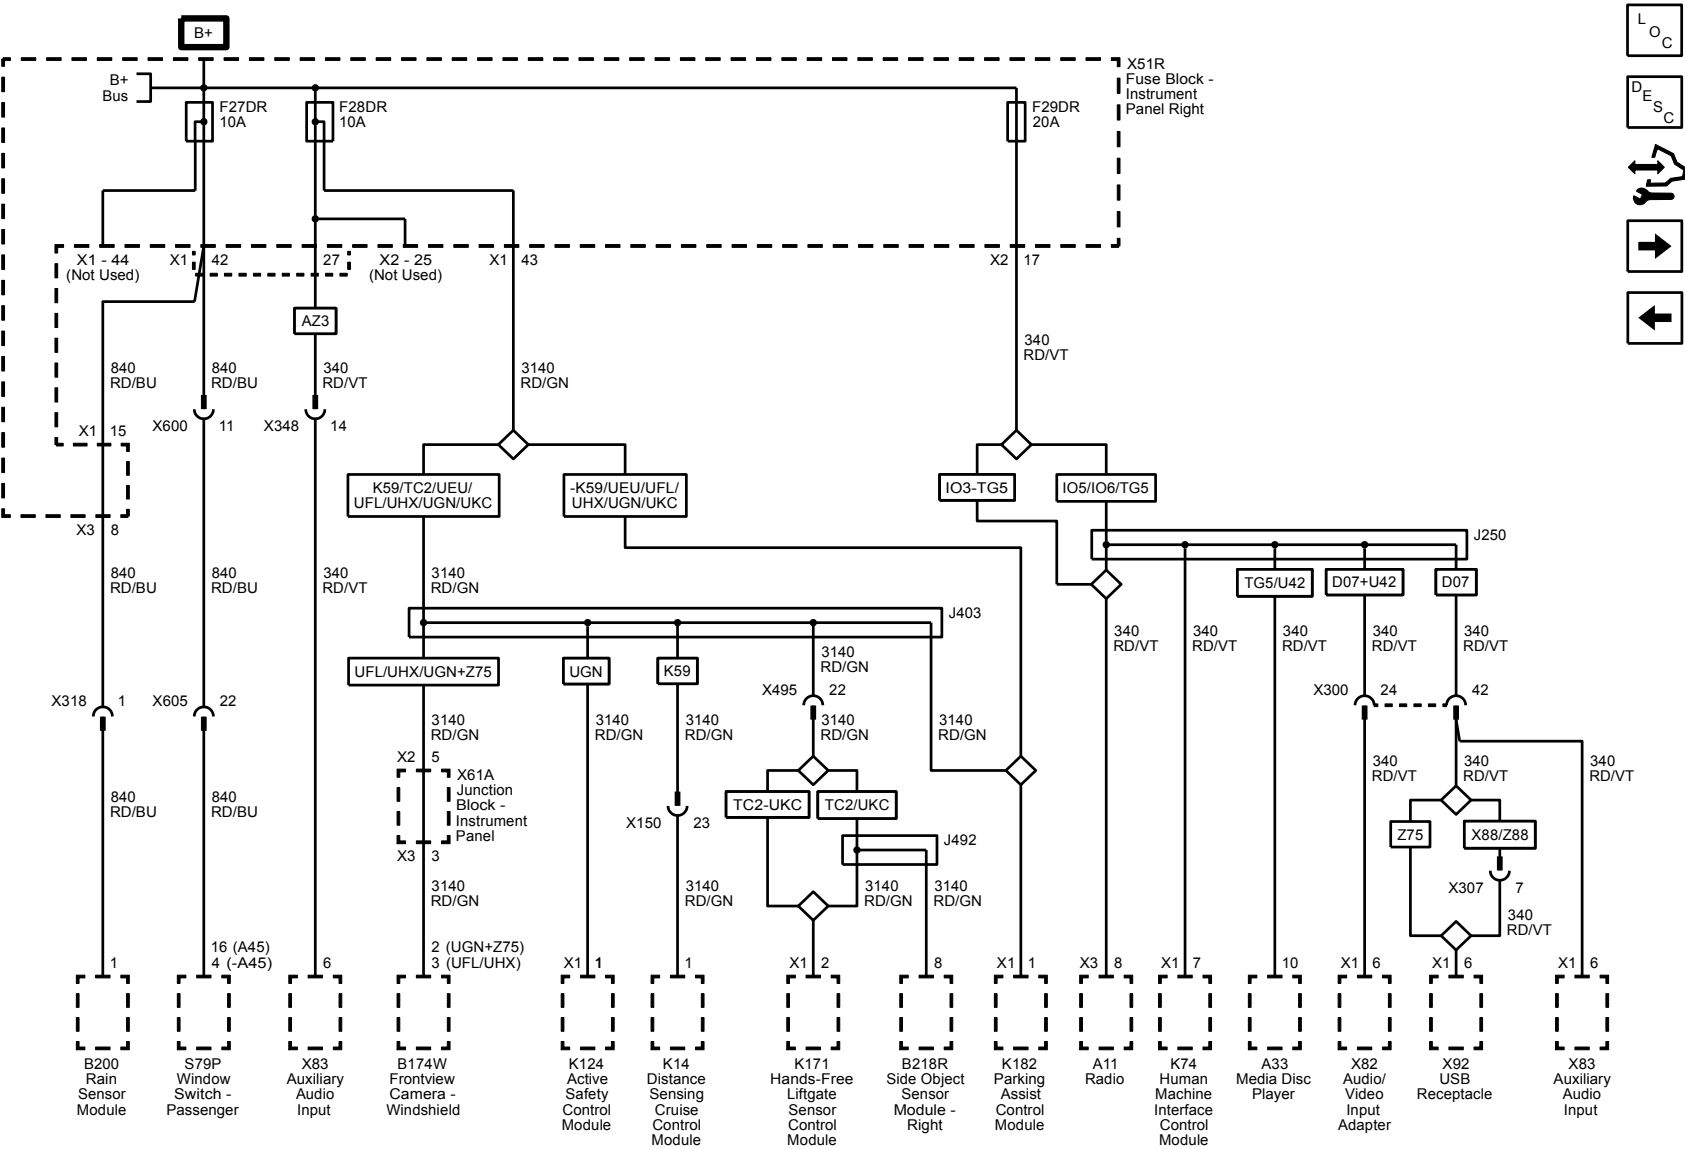 B+
L
O
C
X51R
Fuse Block -
Instrument
Panel Right
B+
Bus
D
E
S
C
F27DR
10A
F28DR
10A
F29DR
20A
X1 - 44
(Not Used)
X1
42
27
X2 - 25
(Not Used)
X1
43
X2
17
AZ3
840
RD/BU
840
RD/BU
340
RD/VT
3140
RD/GN
340
RD/VT
X1
15
X600
11
X348
14
K59/TC2/UEU/
UFL/UHX/UGN/UKC
-K59/UEU/UFL/
UHX/UGN/UKC
IO3-TG5
IO5/IO6/TG5
X3
8
J250
840
RD/BU
840
RD/BU
340
RD/VT
3140
RD/GN
TG5/U42
D07+U42
D07
J403
340
RD/VT
340
RD/VT
340
RD/VT
340
RD/VT
340
RD/VT
UFL/UHX/UGN+Z75
UGN
K59
3140
RD/GN
X318
1
X605
22
X495
22
X300
24
42
3140
RD/GN
3140
RD/GN
3140
RD/GN
3140
RD/GN
3140
RD/GN
X2
5
X61A
Junction
Block -
Instrument
Panel
340
RD/VT
340
RD/VT
340
RD/VT
840
RD/BU
840
RD/BU
TC2-UKC
TC2/UKC
X150
23
J492
Z75
X88/Z88
X3
3
X307
7
3140
RD/GN
3140
RD/GN
3140
RD/GN
3140
RD/GN
340
RD/VT
1
16 (A45)
4 (-A45)
6
2 (UGN+Z75)
3 (UFL/UHX)
X1
1
1
X1
2
8
X1
1
X3
8
X1
7
10
X1
6
X1
6
X1
6
B200
Rain
Sensor
Module
S79P
Window
Switch -
Passenger
X83
Auxiliary
Audio
Input
B174W
Frontview
Camera -
Windshield
K124
Active
Safety
Control
Module
K14
Distance
Sensing
Cruise
Control
Module
K171
Hands-Free
Liftgate
Sensor
Control
Module
B218R
Side Object
Sensor
Module -
Right
K182
Parking
Assist
Control
Module
A11
Radio
K74
Human
Machine
Interface
Control
Module
A33
Media Disc
Player
X82
Audio/
Video
Input
Adapter
X92
USB
Receptacle
X83
Auxiliary
Audio
Input